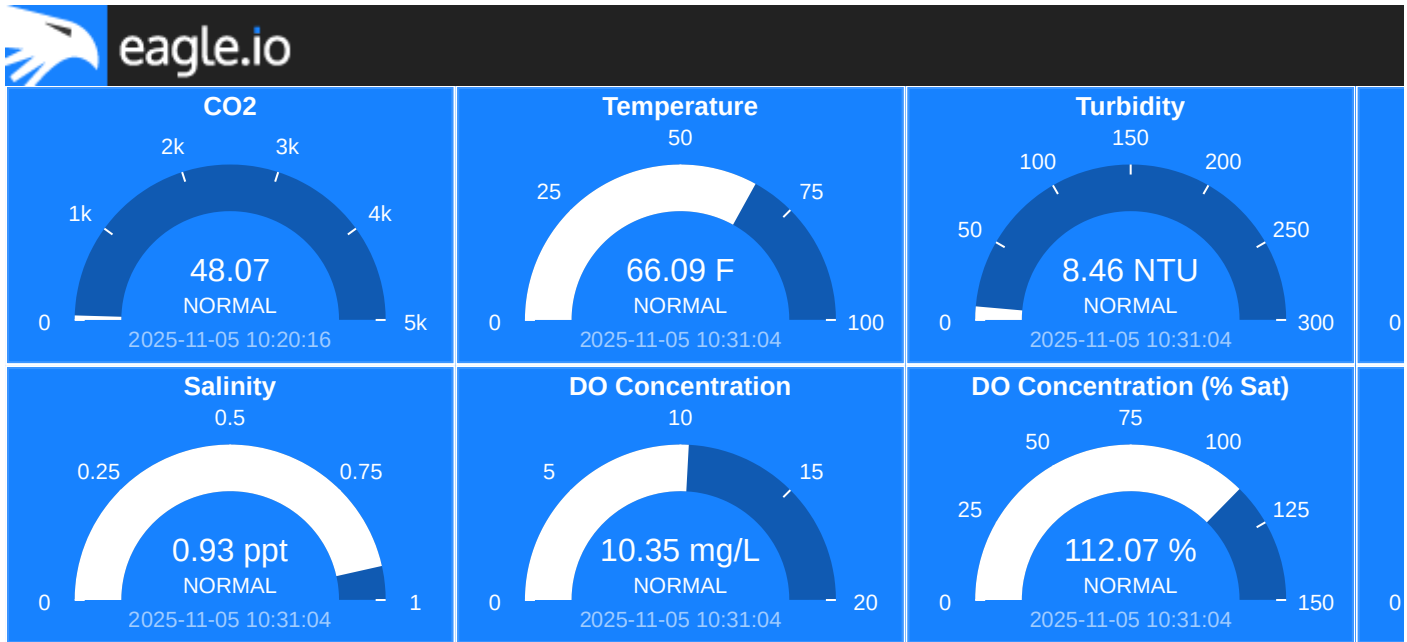 eagle.io
CO2
2k 3k
1k 4k
48.07
NORMAL
0 5k
2025-11-05 10:20:16
Temperature
50
25 75
66.09 F
NORMAL
0 100
2025-11-05 10:31:04
Turbidity
150
100 200
50 250
8.46 NTU
NORMAL
0 300
2025-11-05 10:31:04
0
Salinity
0.5
0.25 0.75
0.93 ppt
NORMAL
0 1
2025-11-05 10:31:04
DO Concentration
10
5 15
10.35 mg/L
NORMAL
0 20
2025-11-05 10:31:04
DO Concentration (% Sat)
75
50 100
25 125
112.07 %
NORMAL
0 150
2025-11-05 10:31:04
0